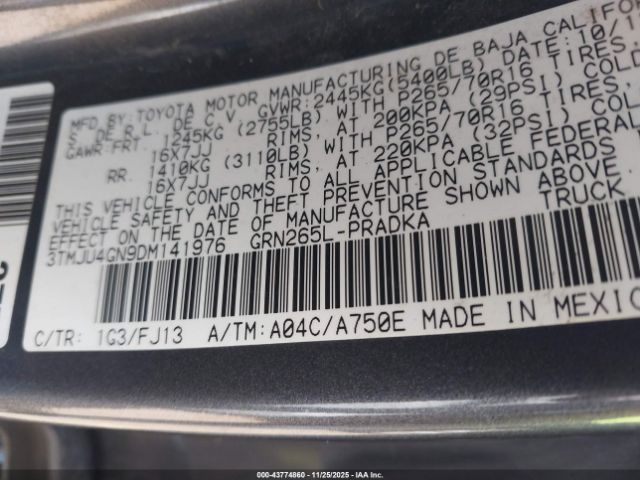 MFD.BY:TOYOTA MOTOR MANUFACTURING DE BAJA CALIFO
S DE R.L. DE C.V. GVWR:2445KG(5400LB) DATE:10/1
GAWR:FRT. 1245KG (2755LB) WITH P265/70R16 TIRES,
16X7JJ RIMS, AT 200KPA (29PSI) COLD
RR. 1410KG (3110LB) WITH P265/70R16 TIRES,
16X7JJ RIMS, AT 220KPA (32PSI) COLD
THIS VEHICLE CONFORMS TO ALL APPLICABLE FEDERAL
VEHICLE SAFETY AND THEFT PREVENTION STANDARDS
ON THE DATE OF MANUFACTURE SHOWN ABOVE.
3TMJU4GN9DM141976 GRN265L-PRADKA TRUCK
C/TR: 1G3/FJ13 A/TM:A04C/A750E MADE IN MEXIC
000-43774860 11/25/2025 IAA Inc.